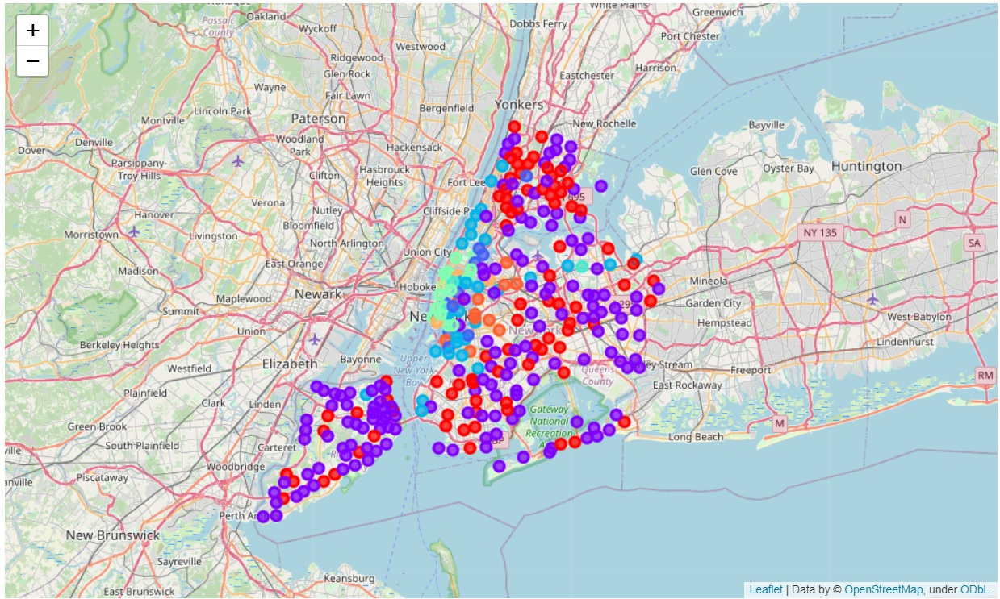 +
−
Oakland
White Plains
Greenwich
Passaic
County
Wyckoff
Dobbs Ferry
Port Chester
Westwood
Ridgewood
Glen Rock
Harrison
Eastchester
Wayne
Fair Lawn
Bergenfield
Yonkers
Lincoln Park
Montville
Paterson
New Rochelle
Bayville
Denville
Dover
Woodland
Park
Hackensack
Parsippany-
Troy Hills
Clifton
Hasbrouck
Heights
Fort Lee
Glen Cove
Oyster Bay
Huntington
Verona
Nutley
Cliffside
695
Hanover
Bloomfield
N
Morristown
Livingston
North Arlington
NY 135
SA
Union City
Madison
East Orange
Mineola
Maplewood
Newark
Hoboken
Garden City
Summit
Hempstead
West Babylon
Union
New York
Lindenhurst
Berkeley Heights
Elizabeth
Bayonne
Upper
New York
Bay
Queens
County
Valley Stream
Freeport
Westfield
RM
East Rockaway
Plainfield
Clark
Linden
Gateway
National
Recreation
Green Brook
M
South Plainfield
Carteret
BP
Long Beach
Woodbridge
Piscataway
Perth
New Brunswick
Sayreville
Keansburg
East Brunswick
Leaflet | Data by © OpenStreetMap, under ODbL.